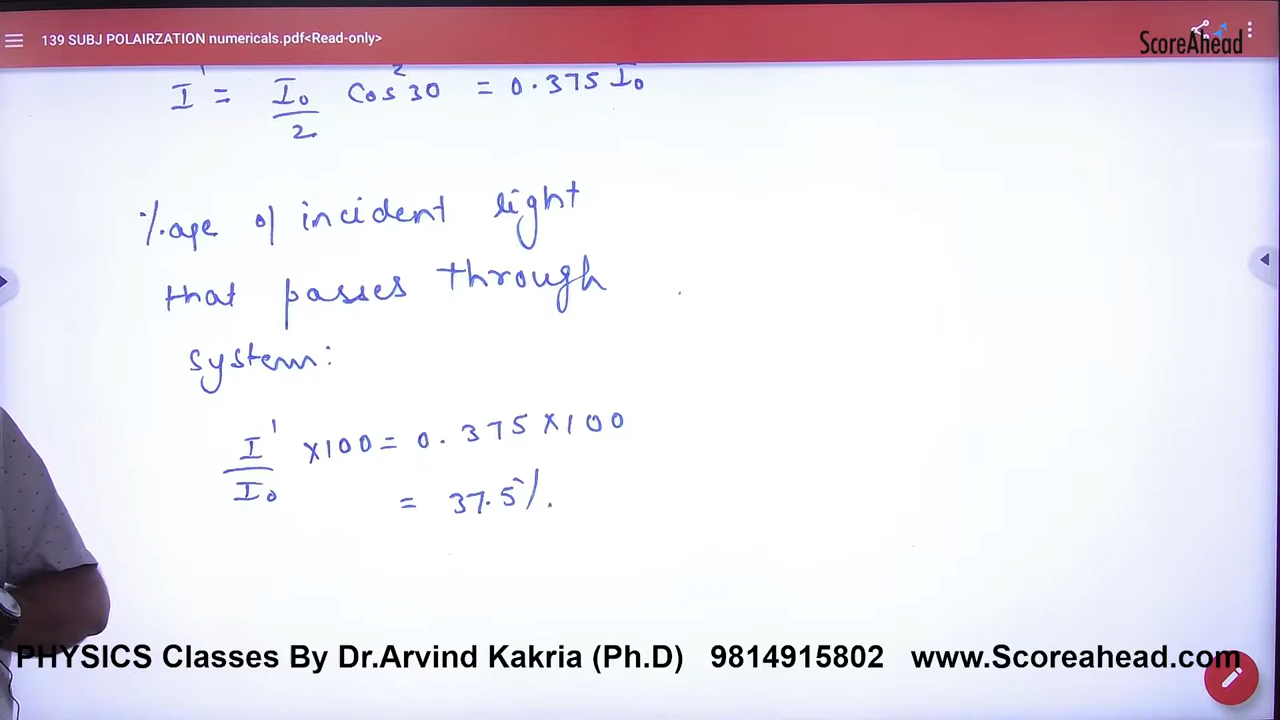 139 SUBJ POLAIRZATION numericals.pdf<Read-only>
ScoreAhead
I' = I₀/2 Cos²30 = 0.375 I₀
%age of incident light
that passes through
system:
I'/I₀ ×100 = 0.375×100
= 37.5%.
PHYSICS Classes By Dr.Arvind Kakria (Ph.D) 9814915802 www.Scoreahead.com